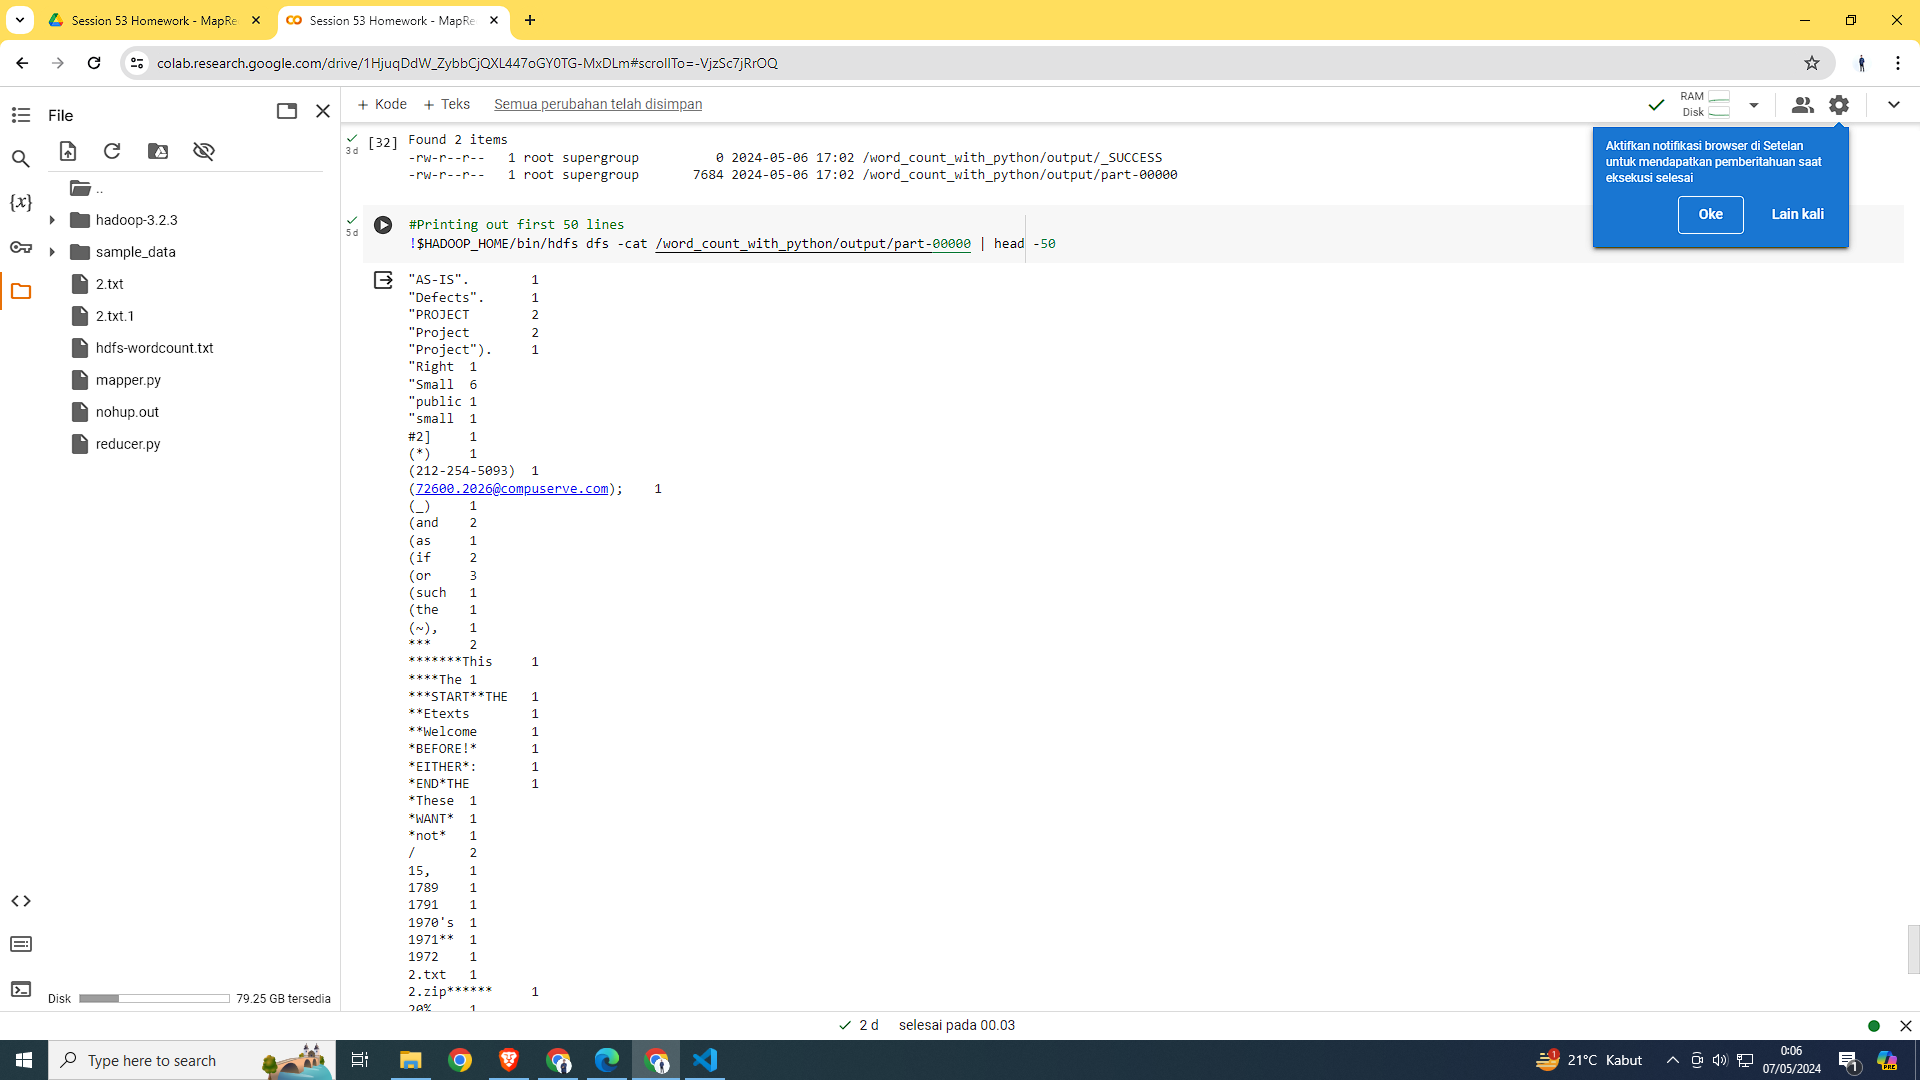 Session 53 Homework - MapRe
Session 53 Homework - MapRe
colab.research.google.com/drive/1HjuqDdW_ZybbCjQXL447oGY0TG-MxDLm#scrollTo=-VjzSc7jRrOQ
File
+ Kode
+ Teks
Semua perubahan telah disimpan
RAM
Disk
..
hadoop-3.2.3
sample_data
2.txt
2.txt.1
hdfs-wordcount.txt
mapper.py
nohup.out
reducer.py
Disk
79.25 GB tersedia
{x}
3 d
[32]
Found 2 items
-rw-r--r--   1 root supergroup          0 2024-05-06 17:02 /word_count_with_python/output/_SUCCESS
-rw-r--r--   1 root supergroup       7684 2024-05-06 17:02 /word_count_with_python/output/part-00000
Aktifkan notifikasi browser di Setelan
untuk mendapatkan pemberitahuan saat
eksekusi selesai
Oke
Lain kali
5 d
#Printing out first 50 lines
!$HADOOP_HOME/bin/hdfs dfs -cat /word_count_with_python/output/part-00000 | head -50
"AS-IS". 1
"Defects". 1
"PROJECT 2
"Project 2
"Project"). 1
"Right 1
"Small 6
"public 1
"small 1
#2] 1
(*) 1
(212-254-5093) 1
(72600.2026@compuserve.com); 1
(_) 1
(and 2
(as 1
(if 2
(or 3
(such 1
(the 1
(~), 1
*** 2
*******This 1
****The 1
***START**THE 1
**Etexts 1
**Welcome 1
*BEFORE!* 1
*EITHER*: 1
*END*THE 1
*These 1
*WANT* 1
*not* 1
/ 2
15, 1
1789 1
1791 1
1970's 1
1971** 1
1972 1
2.txt 1
2.zip****** 1
20% 1
2 d
selesai pada 00.03
Type here to search
1
21°C Kabut
0:06
07/05/2024
1
PRE